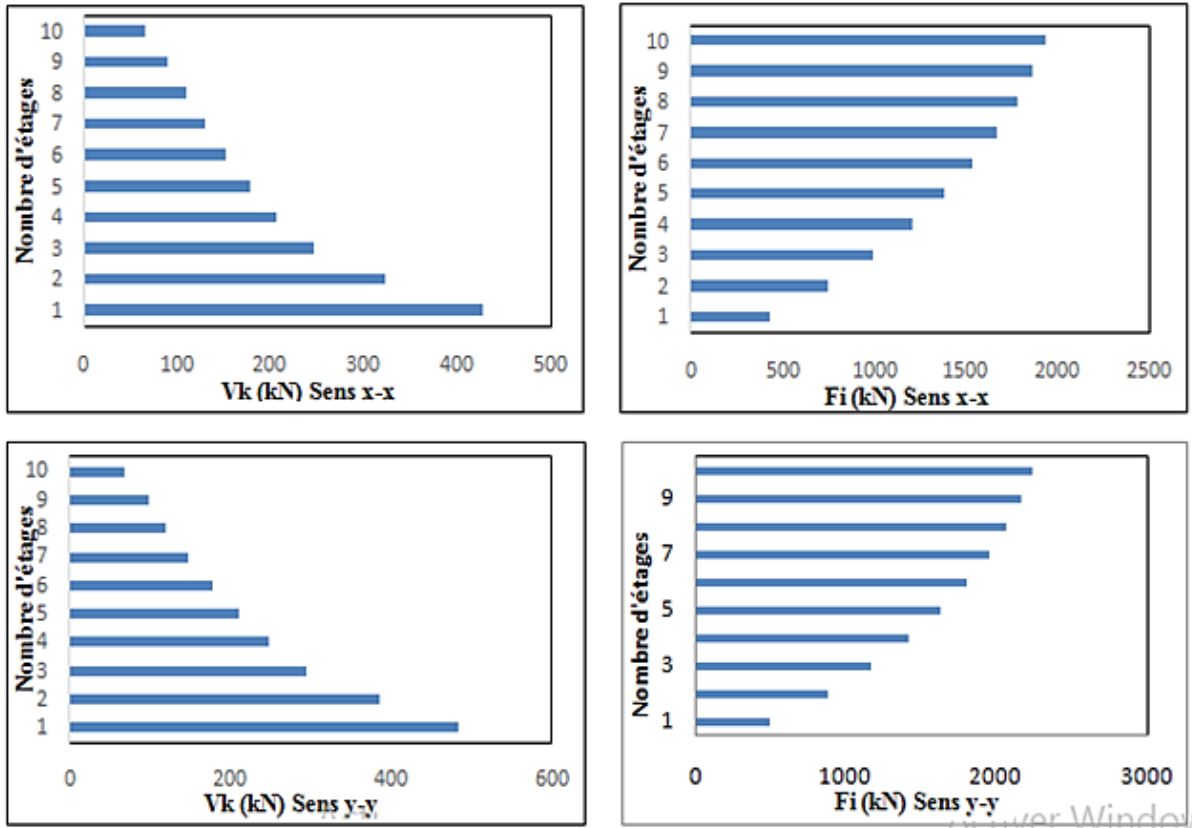 Nombre d'étages
10
9
8
7
6
5
4
3
2
1
0 100 200 300 400 500
Vk (kN) Sens x-x
Nombre d'étages
10
9
8
7
6
5
4
3
2
1
0 500 1000 1500 2000 2500
Fi (kN) Sens x-x
Nombre d'étages
10
9
8
7
6
5
4
3
2
1
0 200 400 600
Vk (kN) Sens y-y
Nombre d'étages
9
7
5
3
1
0 1000 2000 3000
Fi (kN) Sens y-y